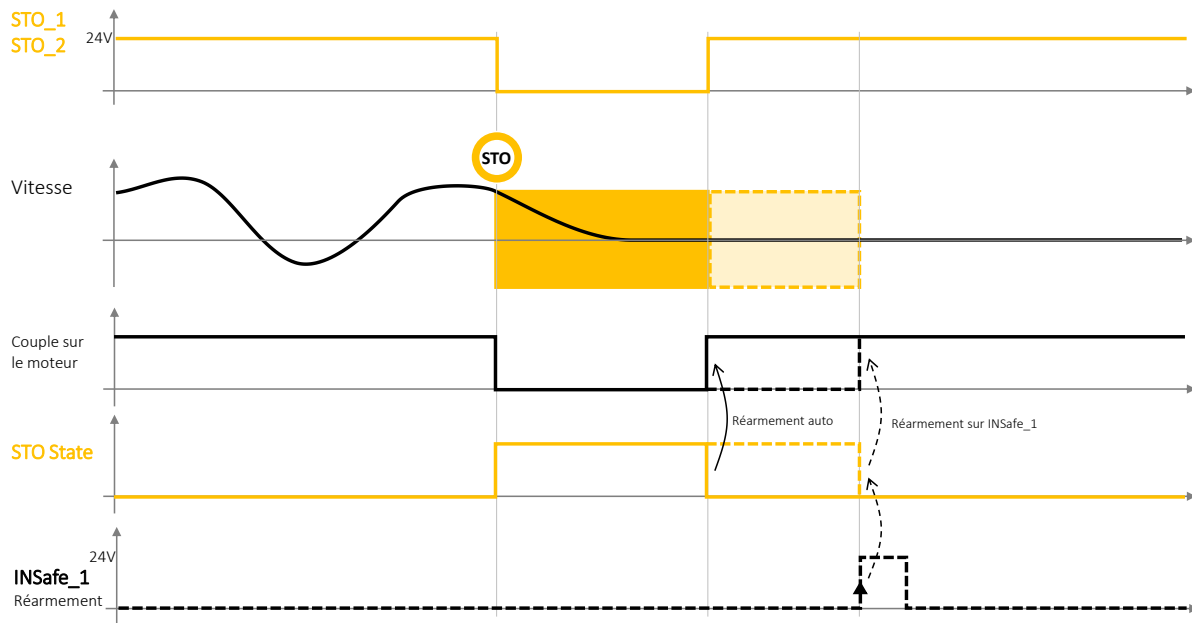 STO_1
STO_2
24V
STO
Vitesse
Couple sur
le moteur
Réarmement auto
Réarmement sur INSafe_1
STO State
24V
INSafe_1
Réarmement